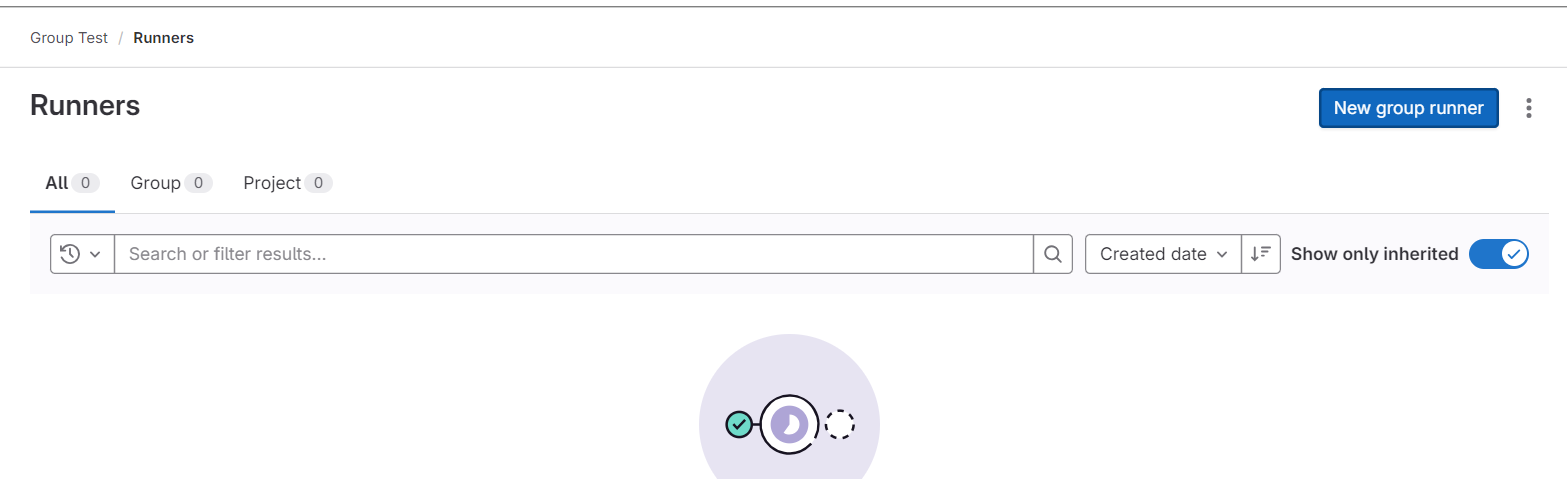 Group Test / Runners
Runners
New group runner
All 0 Group 0 Project 0
Search or filter results...
Created date
Show only inherited